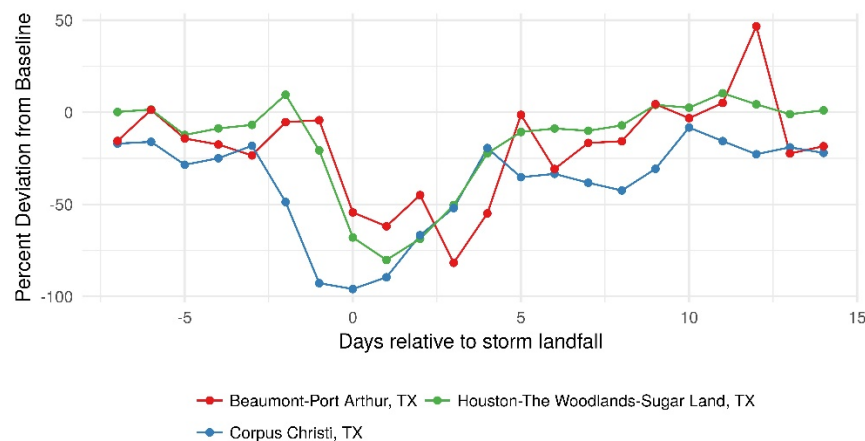 Percent Deviation from Baseline
50
0
-50
-100
-5
0
5
10
15
Days relative to storm landfall
Beaumont-Port Arthur, TX
Houston-The Woodlands-Sugar Land, TX
Corpus Christi, TX